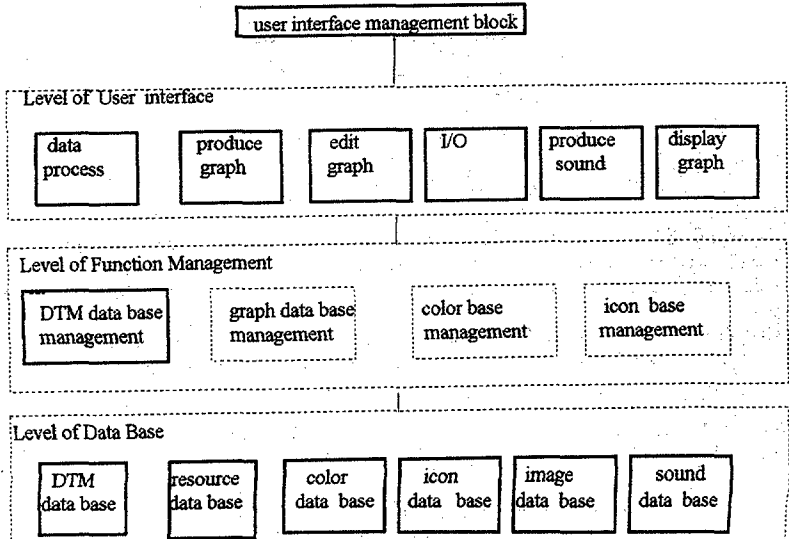 user interface management block
Level of User interface
data
process
produce
graph
edit
graph
I/O
produce
sound
display
graph
Level of Function Management
DTM data base
management
graph data base
management
color base
management
icon base
management
Level of Data Base
DTM
data base
resource
data base
color
data base
icon
data base
image
data base
sound
data base